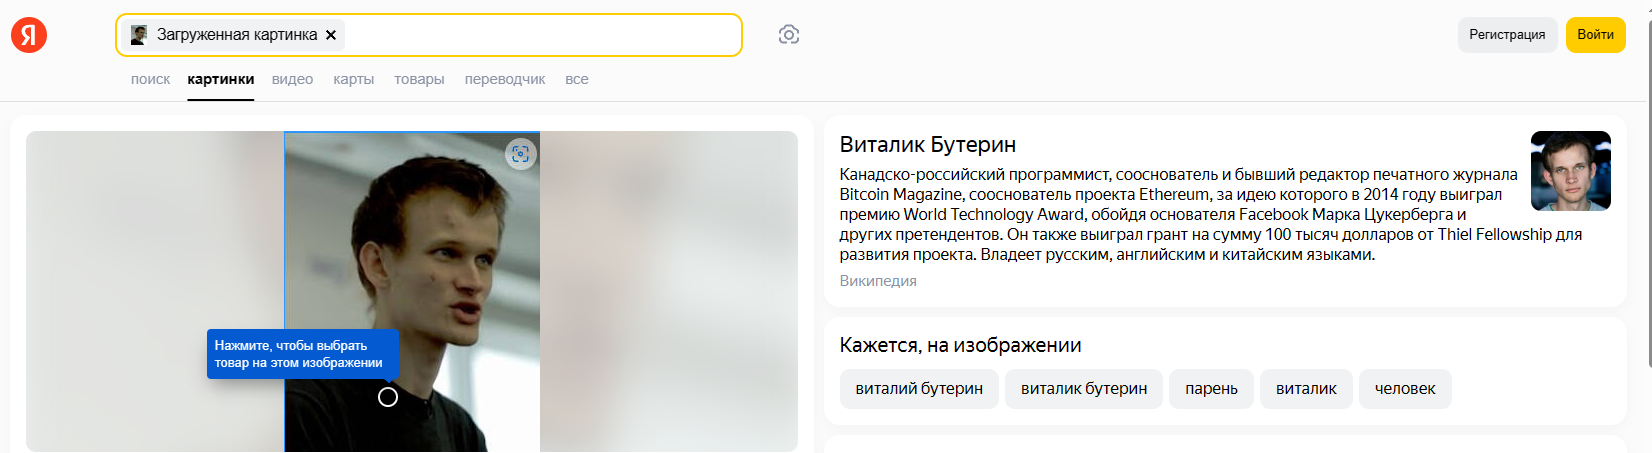 Я
Загруженная картинка ×
Регистрация
Войти
поиск картинки видео карты товары переводчик все
Нажмите, чтобы выбрать
товар на этом изображении
Виталик Бутерин
Канадско-российский программист, сооснователь и бывший редактор печатного журнала
Bitcoin Magazine, сооснователь проекта Ethereum, за идею которого в 2014 году выиграл
премию World Technology Award, обойдя основателя Facebook Марка Цукерберга и
других претендентов. Он также выиграл грант на сумму 100 тысяч долларов от Thiel Fellowship для
развития проекта. Владеет русским, английским и китайским языками.
Википедия
Кажется, на изображении
виталий бутерин виталик бутерин парень виталик человек